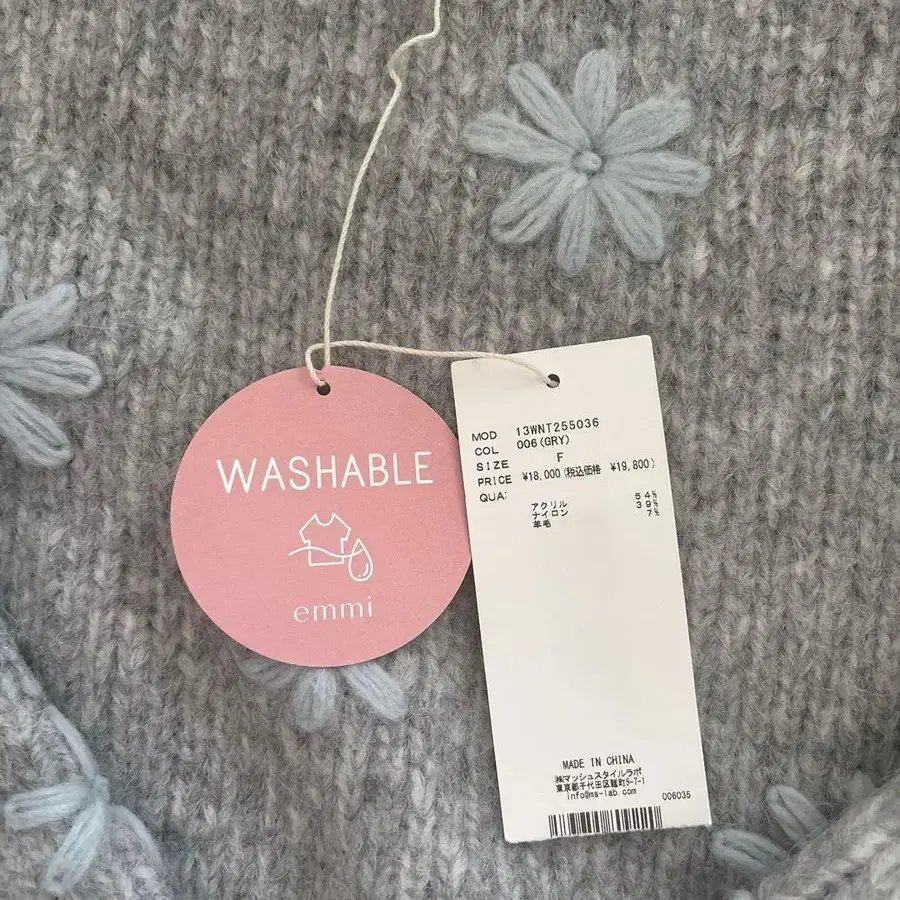 WASHABLE
emmi
MOD 13WNT255036
COL 006(GRY)
SIZE F
PRICE ¥18,000(税込価格 ¥19,800)
QUA:
アクリル 54%
ナイロン 39%
羊毛 7%
MADE IN CHINA
㈱マッシュスタイルラボ
東京都千代田区麹町5-7-1
info@ms-lab.com
006035